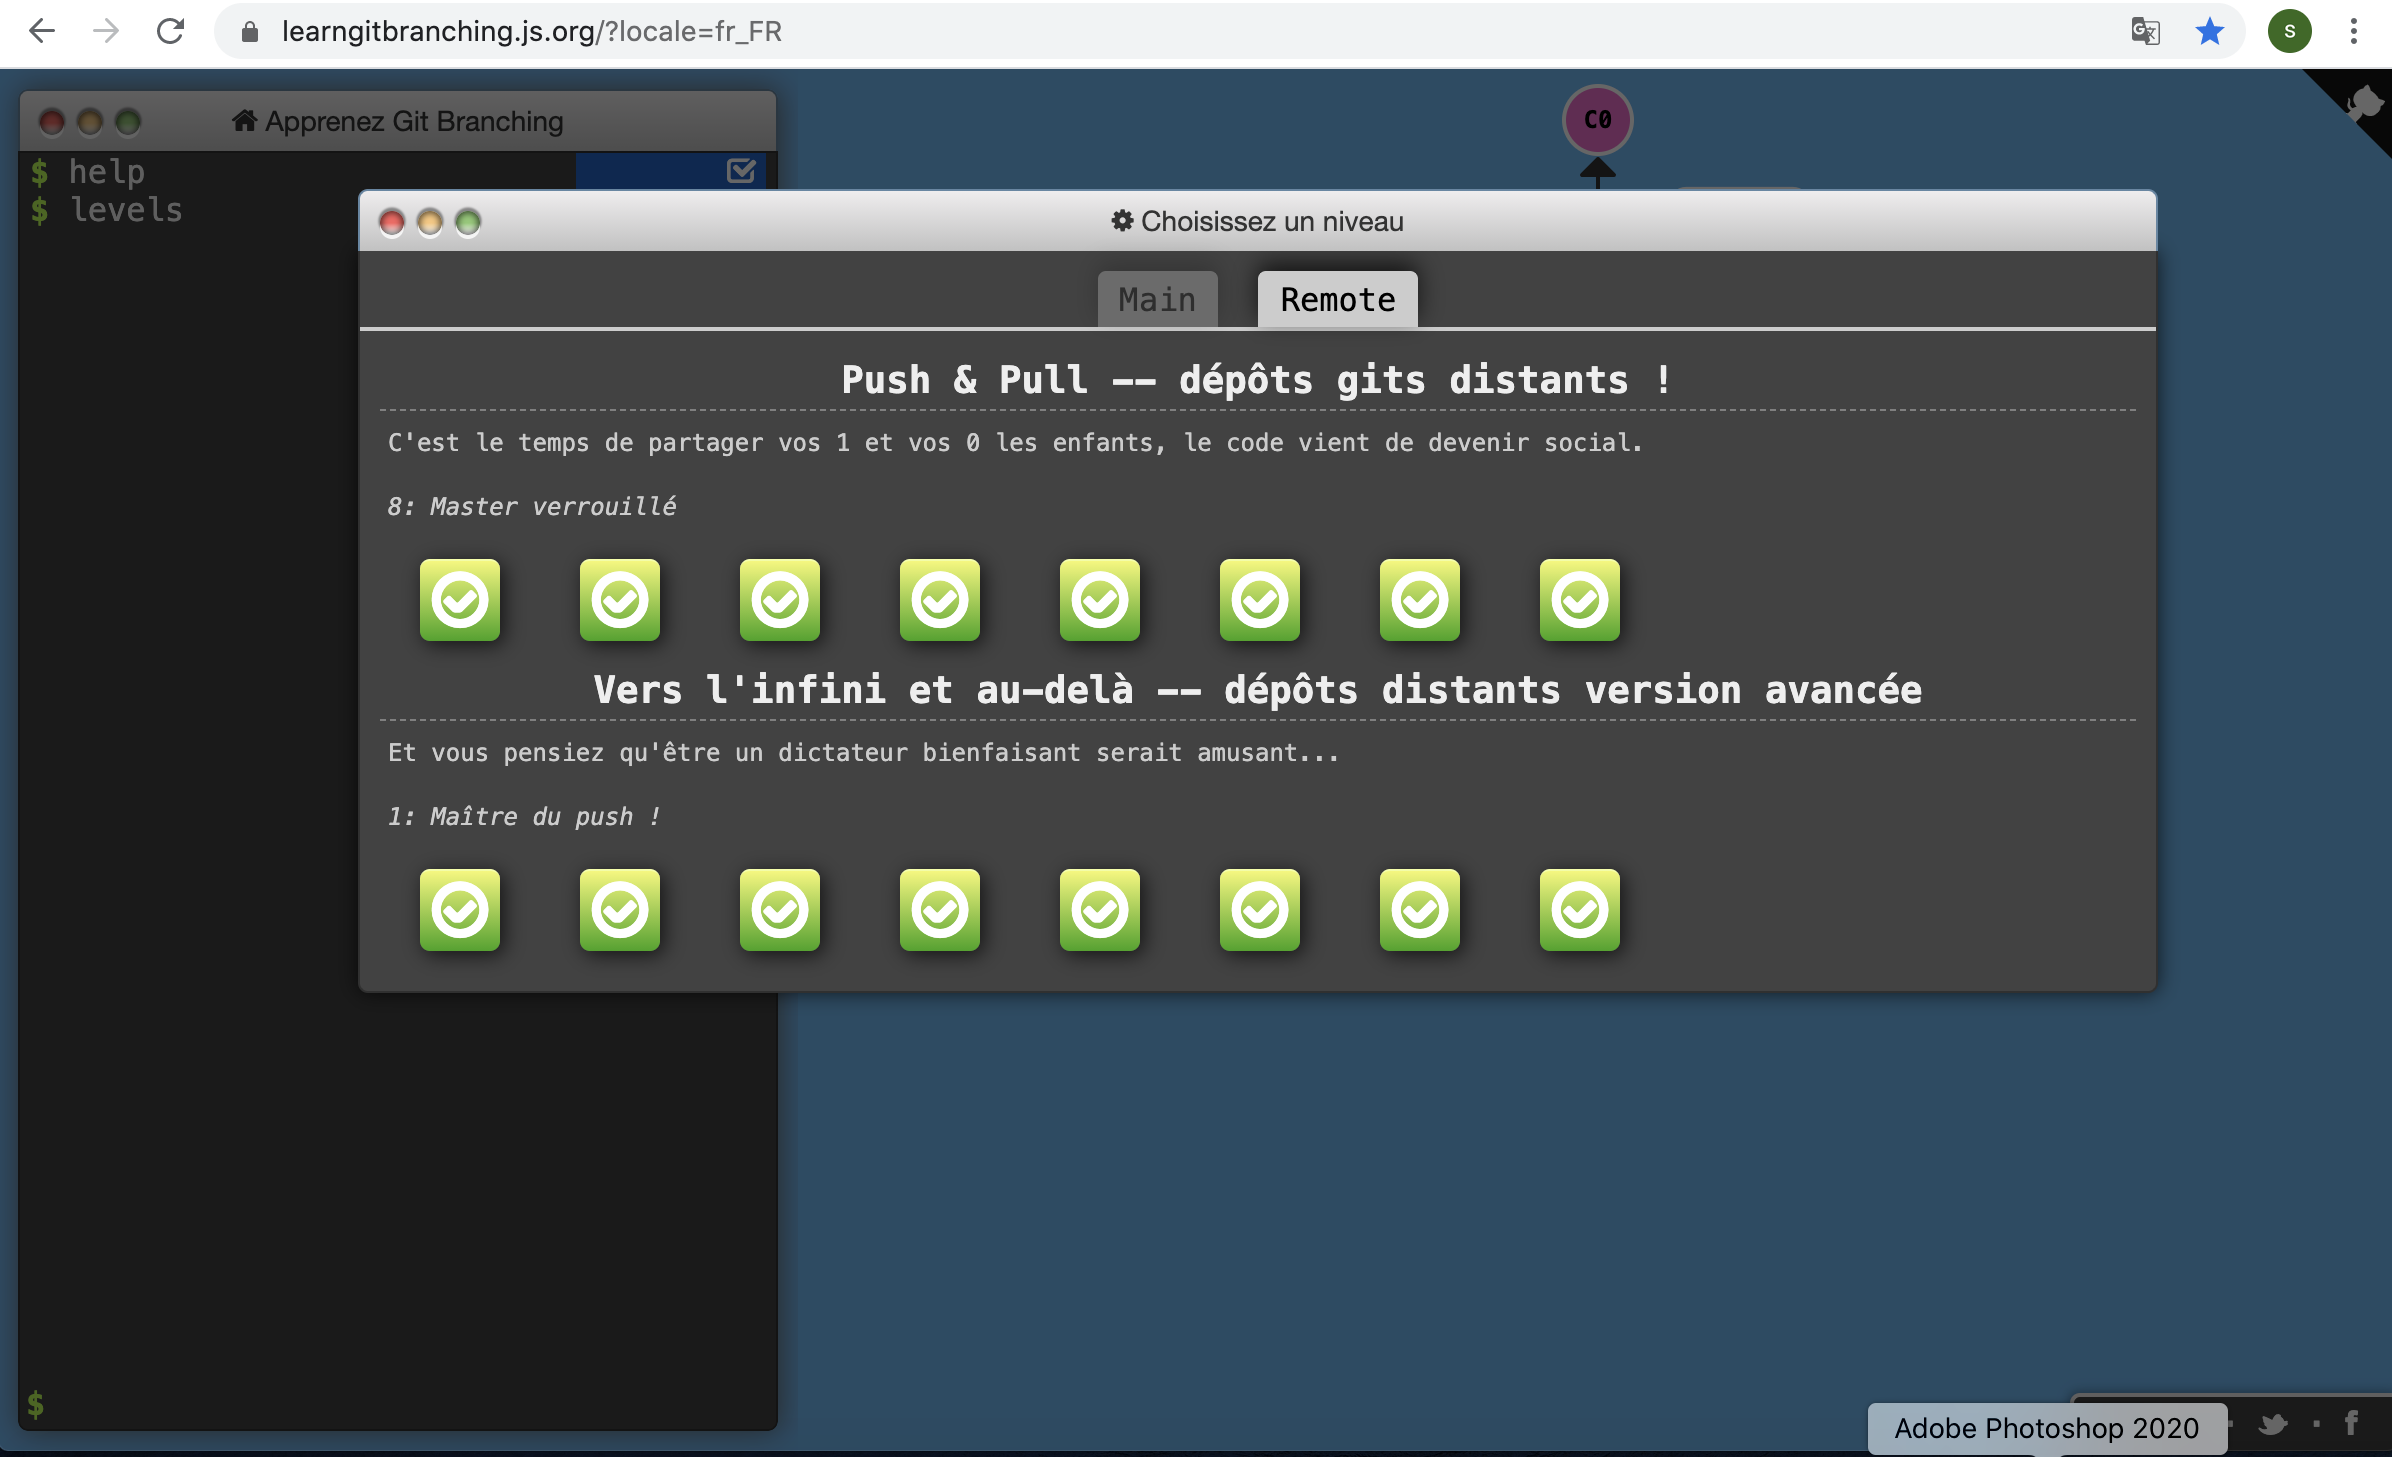 learngitbranching.js.org/?locale=fr_FR
S
Apprenez Git Branching
$ help
$ levels
C0
Choisissez un niveau
Main
Remote
Push & Pull -- dépôts gits distants !
C'est le temps de partager vos 1 et vos 0 les enfants, le code vient de devenir social.
8: Master verrouillé
Vers l'infini et au-delà -- dépôts distants version avancée
Et vous pensiez qu'être un dictateur bienfaisant serait amusant...
1: Maître du push !
$
Adobe Photoshop 2020